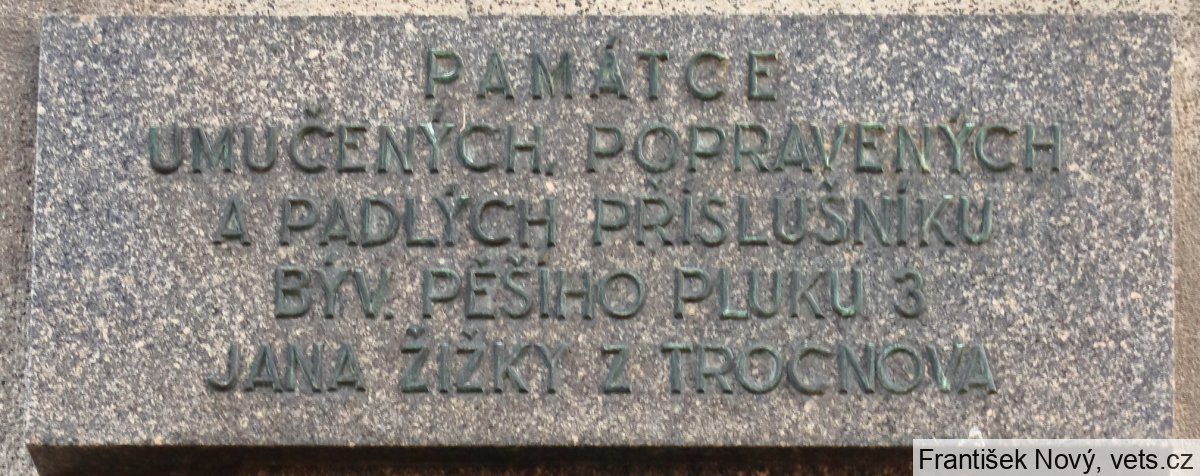 PAMÁTCE
UMUČENÝCH, POPRAVENÝCH
A PADLÝCH PŘÍSLUŠNÍKU
BÝV. PĚŠÍHO PLUKU 3
JANA ŽIŽKY Z TROCNOVA
František Nový, vets.cz